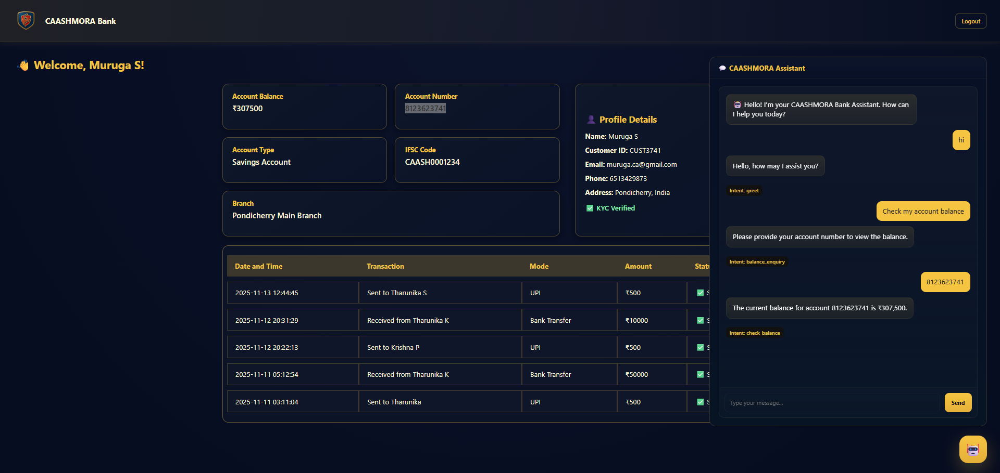 CAASHMORA Bank
Logout
👋 Welcome, Muruga S!
Account Balance
₹307500
Account Number
8123623741
Account Type
Savings Account
IFSC Code
CAASH0001234
Branch
Pondicherry Main Branch
👤 Profile Details
Name: Muruga S
Customer ID: CUST3741
Email: muruga.ca@gmail.com
Phone: 6513429873
Address: Pondicherry, India
✅ KYC Verified
Date and Time Transaction Mode Amount
2025-11-13 12:44:45 Sent to Tharunika S UPI ₹500 ✅
2025-11-12 20:31:29 Received from Tharunika K Bank Transfer ₹10000 ✅
2025-11-12 20:22:13 Sent to Krishna P UPI ₹500 ✅
2025-11-11 05:12:54 Received from Tharunika K Bank Transfer ₹50000 ✅
2025-11-11 03:11:04 Sent to Tharunika UPI ₹500 ✅
💬 CAASHMORA Assistant
🤖 Hello! I'm your CAASHMORA Bank Assistant. How can
I help you today?
hi
Hello, how may I assist you?
Intent: greet
Check my account balance
Please provide your account number to view the balance.
Intent: balance_enquiry
8123623741
The current balance for account 8123623741 is ₹307,500.
Intent: check_balance
Type your message...
Send